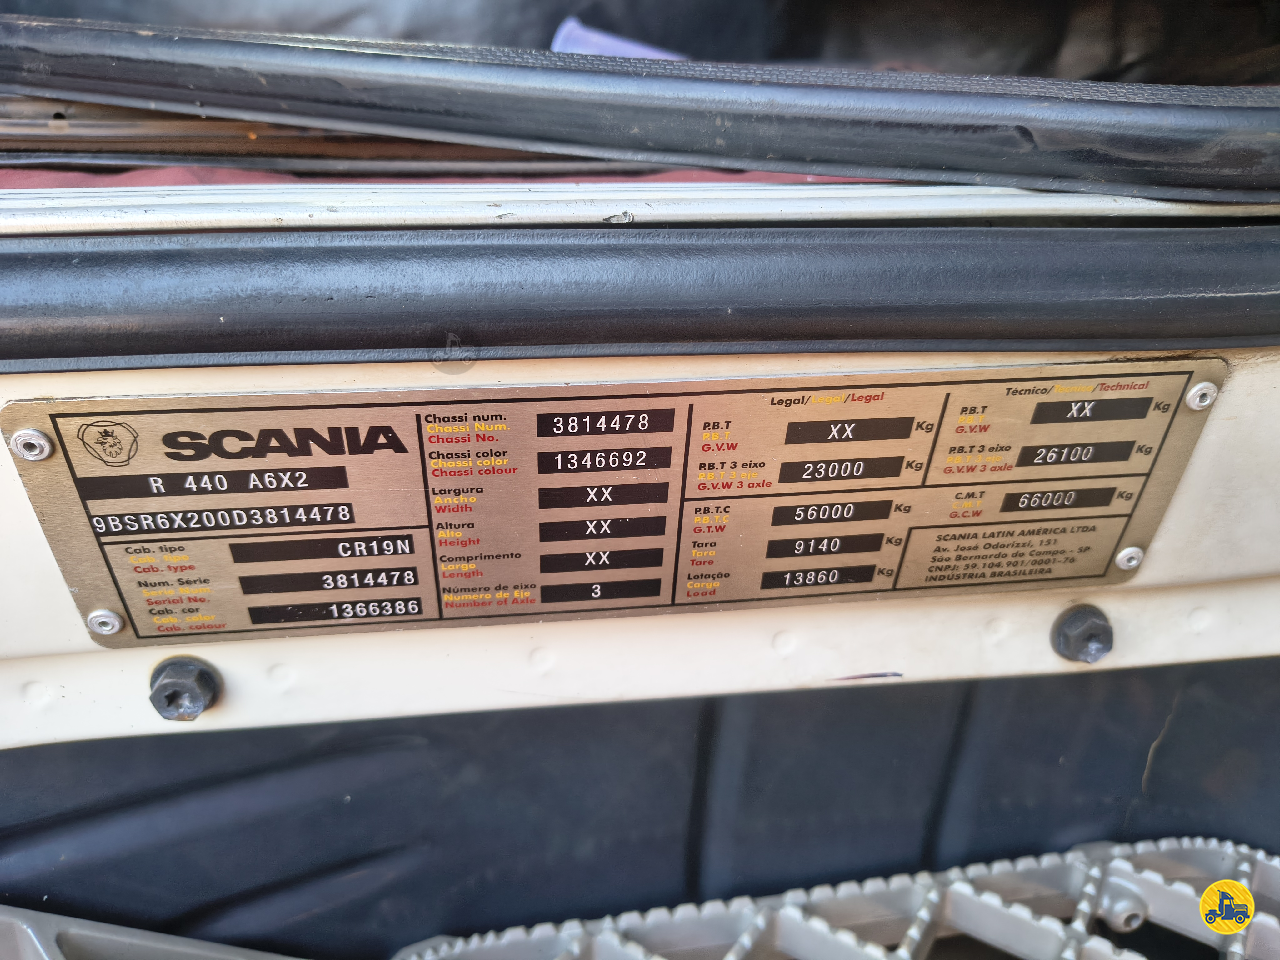 SCANIA
R 440 A6X2
9BSR6X200D3814478
Cab. tipo
Cab. type
CR19N
Num. Serie
Serial No.
3814478
Cab. cor
Cab. color
Cab. colour
1366386
Chassi num.
Chassi Num.
Chassi No.
3814478
Chassi color
Chassi color
Chassi colour
1346692
Largura
Ancho
Width
XX
Altura
Alto
Height
XX
Comprimento
Largo
Length
XX
Número de eixo
Número de Eje
Number of Axle
3
Legal/Legal/Legal
P.B.T
P.B.T
G.V.W
XX Kg
P.B.T 3 eixo
G.V.W 3 axle
23000 Kg
P.B.T.C
P.B.T.C
G.T.W
56000 Kg
Tara
Tara
Tare
9140 Kg
Lotação
Carga
Load
13860 Kg
Técnico/Técnico/Technical
P.B.T
P.B.T
G.V.W
XX Kg
P.B.T 3 eixo
G.V.W 3 axle
26100 Kg
C.M.T
C.M.T
G.C.W
66000 Kg
SCANIA LATIN AMÉRICA LTDA
Av. José Odorizzi, 151
São Bernardo do Campo - SP
CNPJ: 59.104.901/0001-76
INDÚSTRIA BRASILEIRA